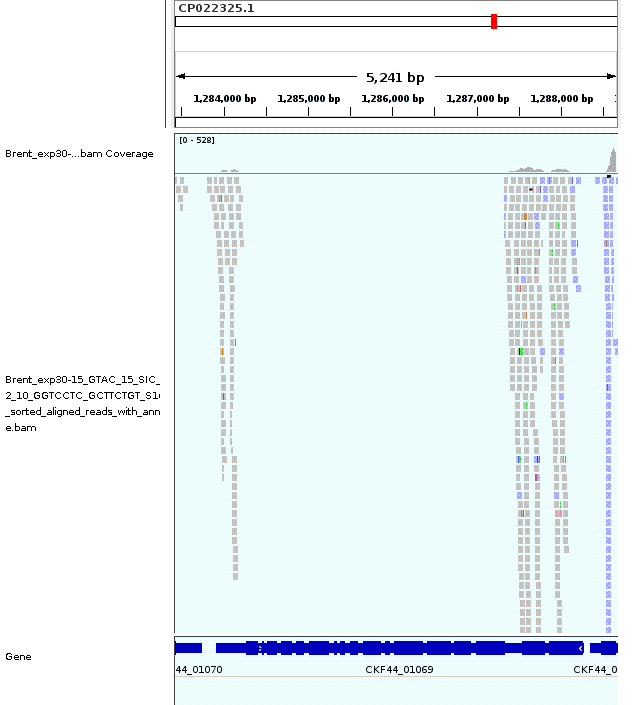 CP022325.1
5,241 bp
1,284,000 bp 1,285,000 bp 1,286,000 bp 1,287,000 bp 1,288,000 bp
[0 - 528]
Brent_exp30-...bam Coverage
Brent_exp30-15_GTAC_15_SIC_
2_10_GGTCCTC_GCTTCTGT_S1
_sorted_aligned_reads_with_ann
e.bam
Gene
44_01070 CKF44_01069 CKF44_0